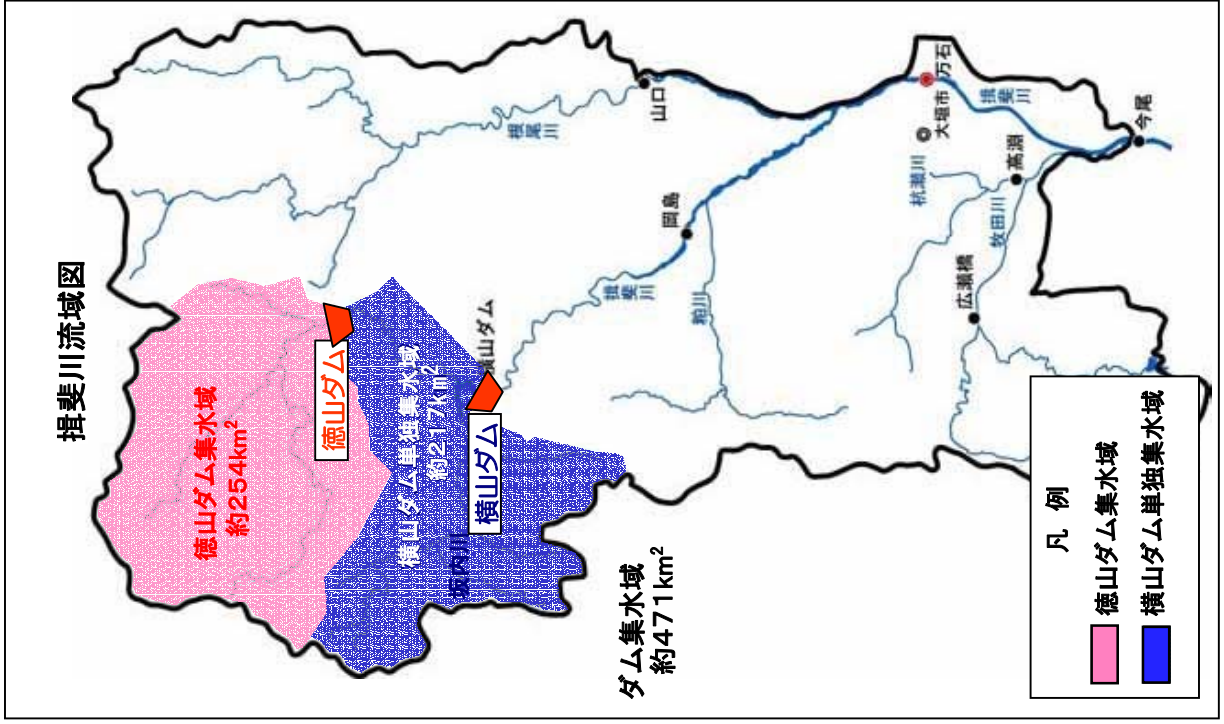 揖斐川流域図
徳山ダム集水域
約254km²
徳山ダム
横山ダム単独集水域
約217km²
横山ダム
横山ダム
坂内川
ダム集水域
約471km²
根尾川
山口
揖斐川
岡島
粕川
万石
大垣市
揖斐川
杭瀬川
高淵
牧田川
広瀬橋
今尾
凡 例
徳山ダム集水域
横山ダム単独集水域